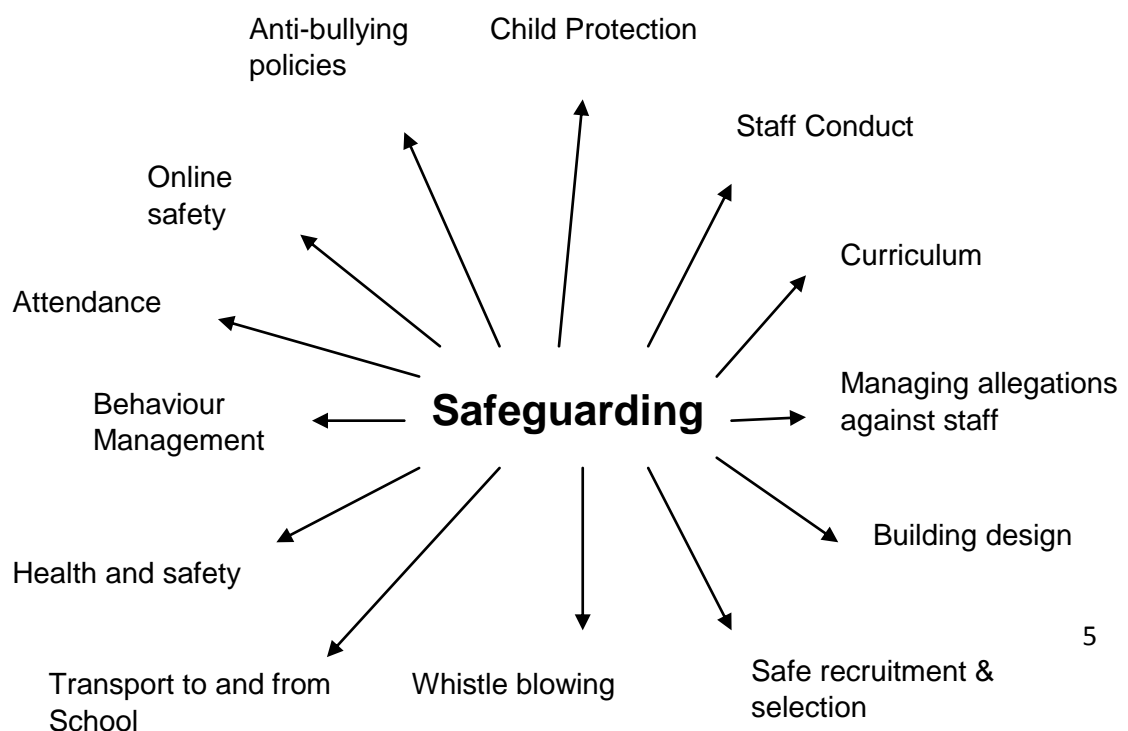 Anti-bullying
policies
Child Protection
Staff Conduct
Online
safety
Curriculum
Attendance
Managing allegations
against staff
Behaviour
Management
Safeguarding
Building design
Health and safety
5
Safe recruitment &
selection
Whistle blowing
Transport to and from
School